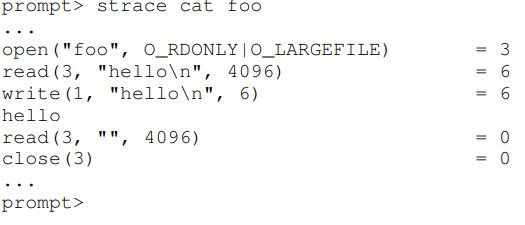 prompt> strace cat foo
...
open("foo", O_RDONLY|O_LARGEFILE) = 3
read(3, "hello\n", 4096) = 6
write(1, "hello\n", 6) = 6
hello
read(3, "", 4096) = 0
close(3) = 0
...
prompt>